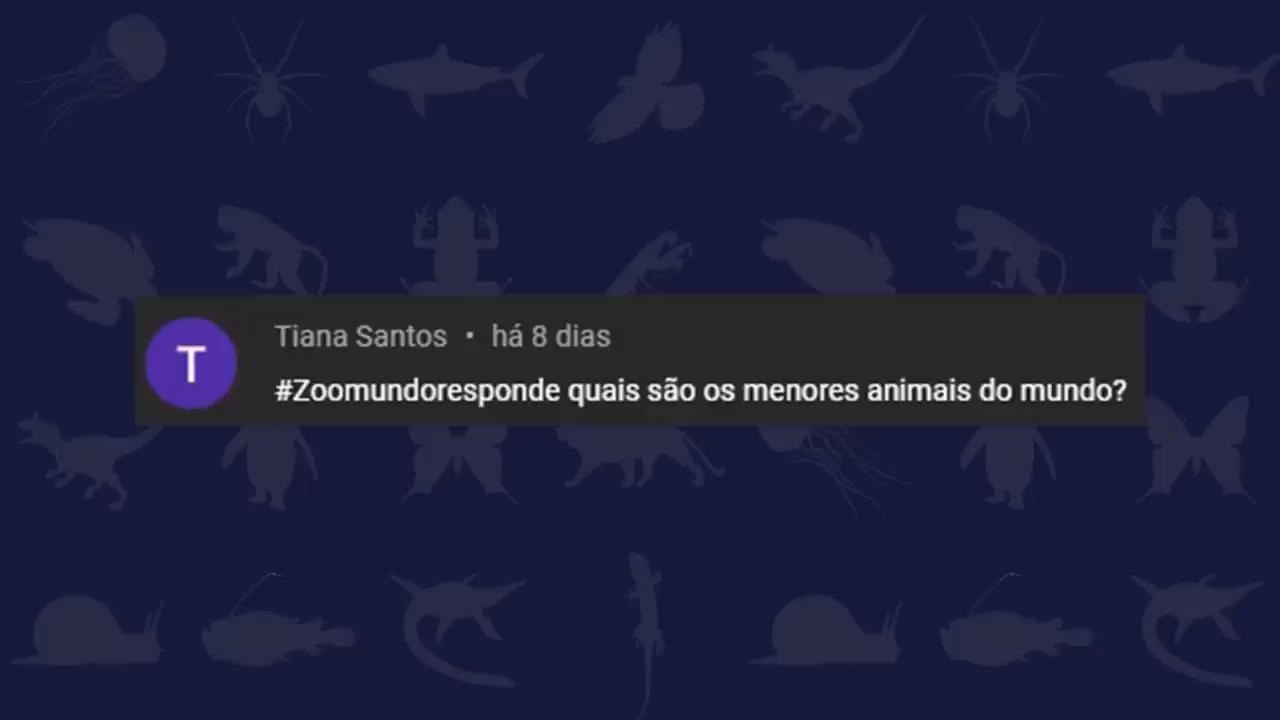 T
Tiana Santos • há 8 dias
#Zoomundoresponde quais são os menores animais do mundo?